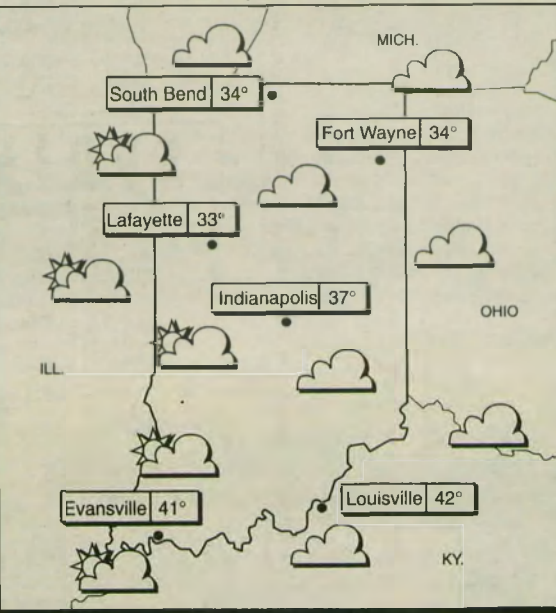 MICH.
South Bend 34°
Fort Wayne 34°
Lafayette 33°
Indianapolis 37°
OHIO
ILL.
Evansville 41°
Louisville 42°
KY.